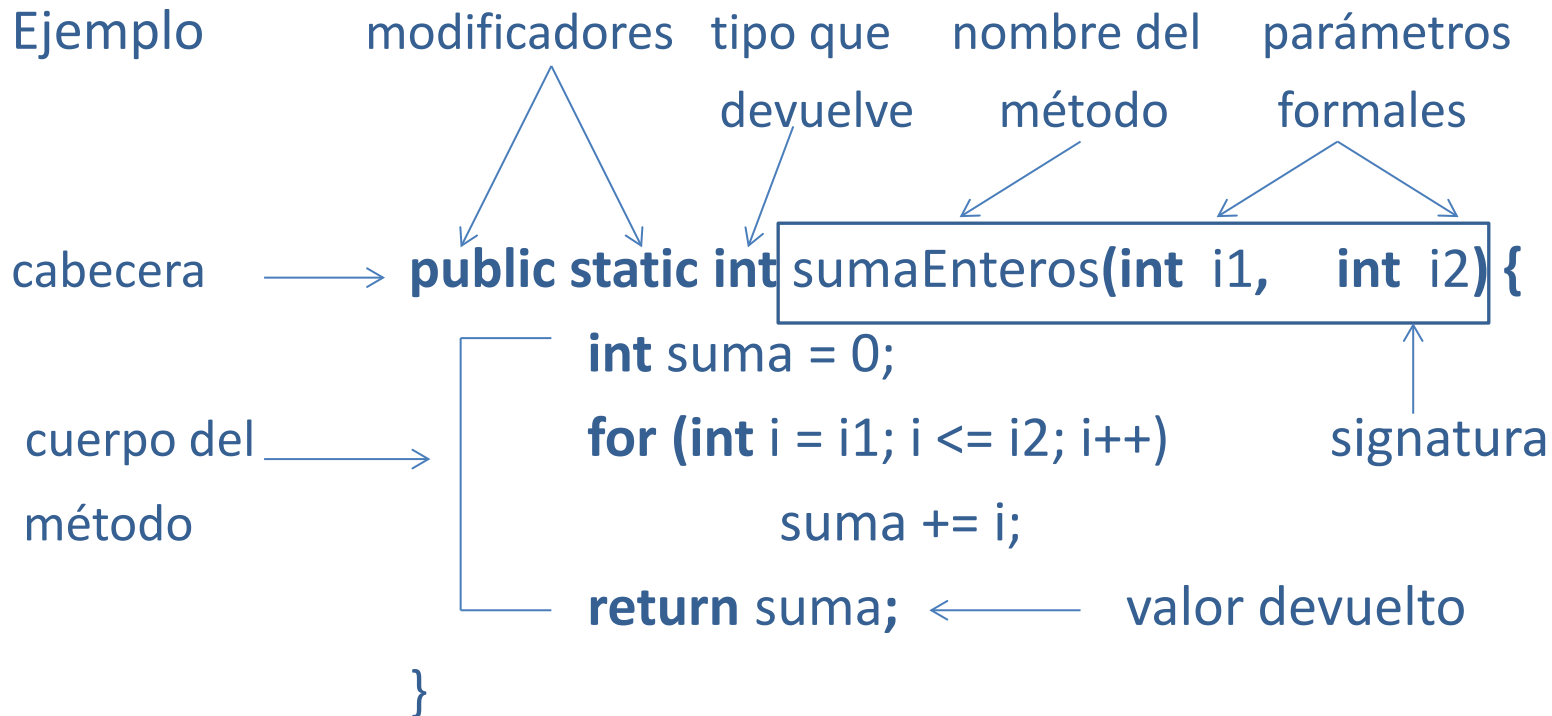 Ejemplo modificadores tipo que nombre del parámetros
devuelve método formales
cabecera public static int sumaEnteros(int i1, int i2) {
int suma = 0;
cuerpo del for (int i = i1; i <= i2; i++) signatura
método suma += i;
return suma; valor devuelto
}